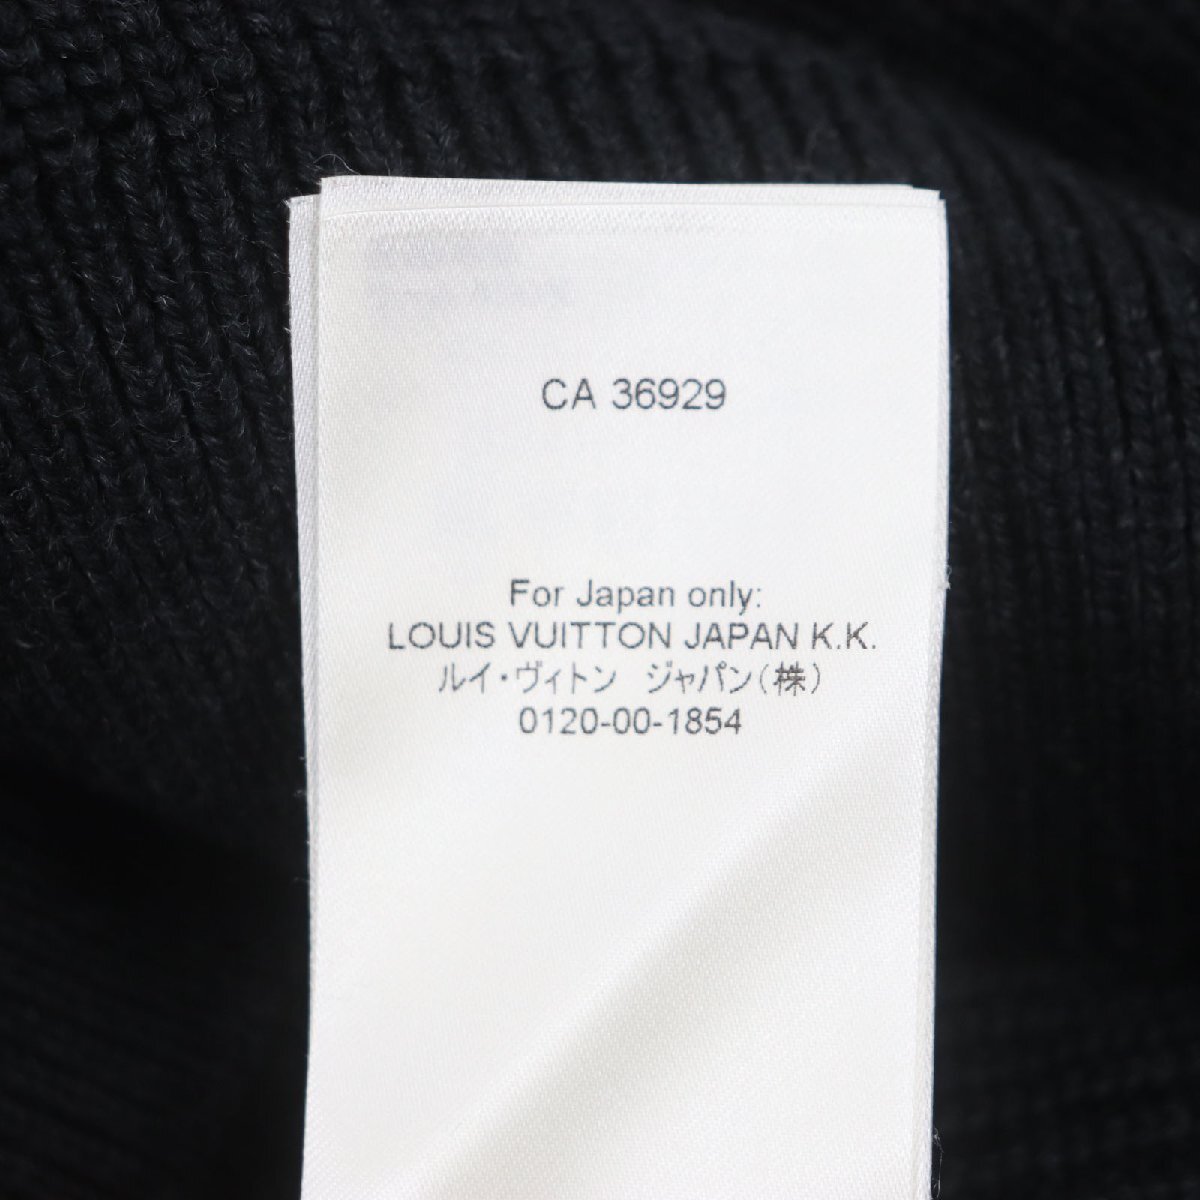 CA 36929
For Japan only:
LOUIS VUITTON JAPAN K.K.
ルイ・ヴィトン ジャパン(株)
0120-00-1854